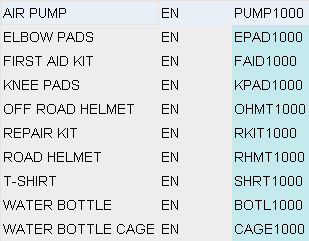 AIR PUMP EN PUMP1000
ELBOW PADS EN EPAD1000
FIRST AID KIT EN FAID1000
KNEE PADS EN KPAD1000
OFF ROAD HELMET EN OHMT1000
REPAIR KIT EN RKIT1000
ROAD HELMET EN RHMT1000
T-SHIRT EN SHRT1000
WATER BOTTLE EN BOTL1000
WATER BOTTLE CAGE EN CAGE1000